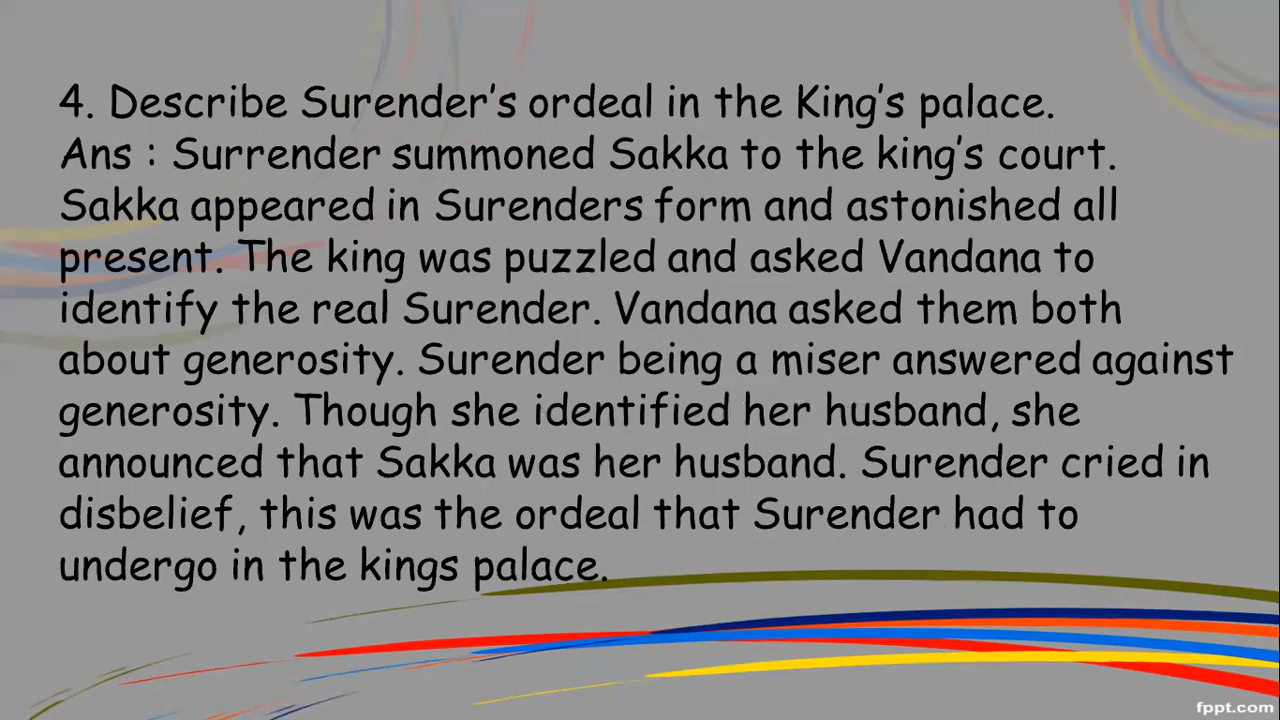 4. Describe Surender's ordeal in the King's palace.
Ans : Surrender summoned Sakka to the king's court.
Sakka appeared in Surenders form and astonished all
present. The king was puzzled and asked Vandana to
identify the real Surender. Vandana asked them both
about generosity. Surender being a miser answered against
generosity. Though she identified her husband, she
announced that Sakka was her husband. Surender cried in
disbelief, this was the ordeal that Surender had to
undergo in the kings palace.
fppt.com